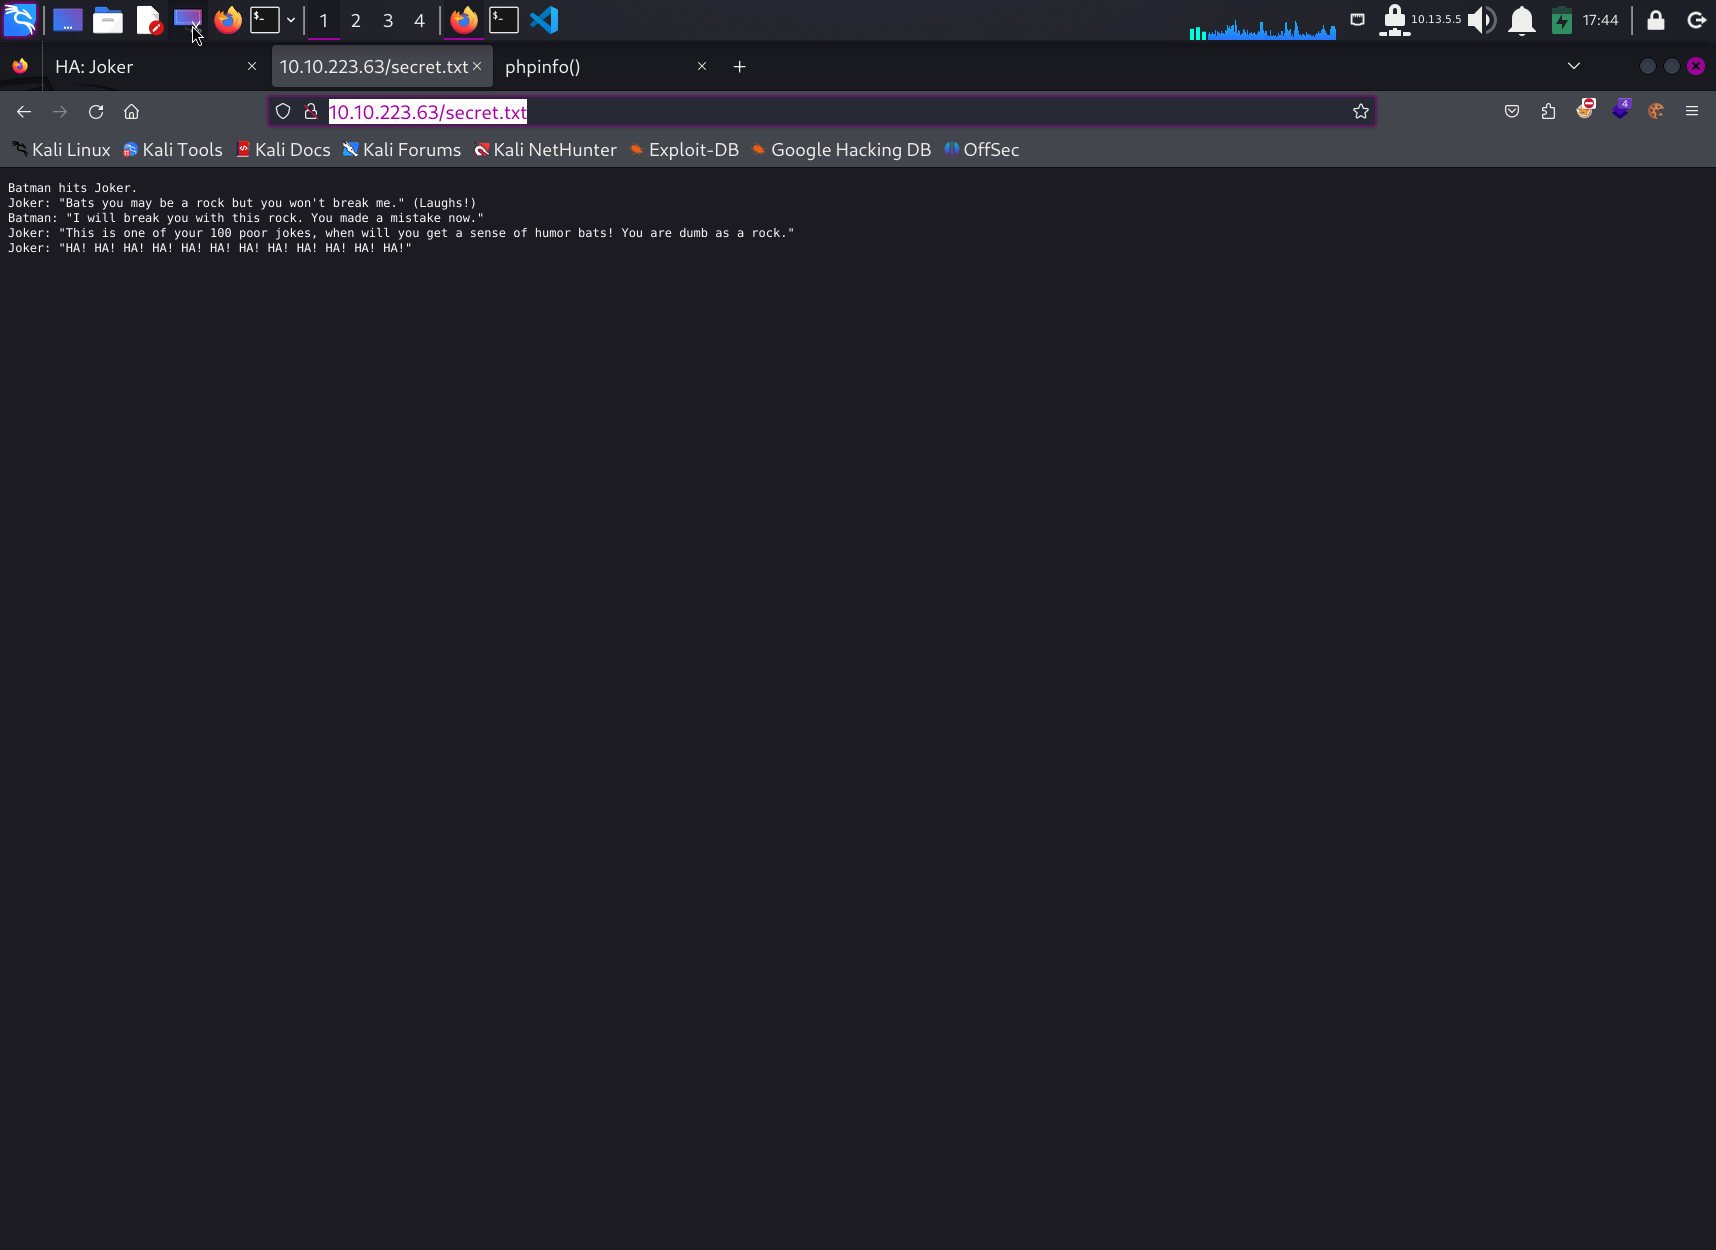 1 2 3 4 10.13.5.5 17:44
HA: Joker 10.10.223.63/secret.txt phpinfo()
10.10.223.63/secret.txt 4
Kali Linux Kali Tools Kali Docs Kali Forums Kali NetHunter Exploit-DB Google Hacking DB OffSec
Batman hits Joker.
Joker: "Bats you may be a rock but you won't break me." (Laughs!)
Batman: "I will break you with this rock. You made a mistake now."
Joker: "This is one of your 100 poor jokes, when will you get a sense of humor bats! You are dumb as a rock."
Joker: "HA! HA! HA! HA! HA! HA! HA! HA! HA! HA! HA! HA!"